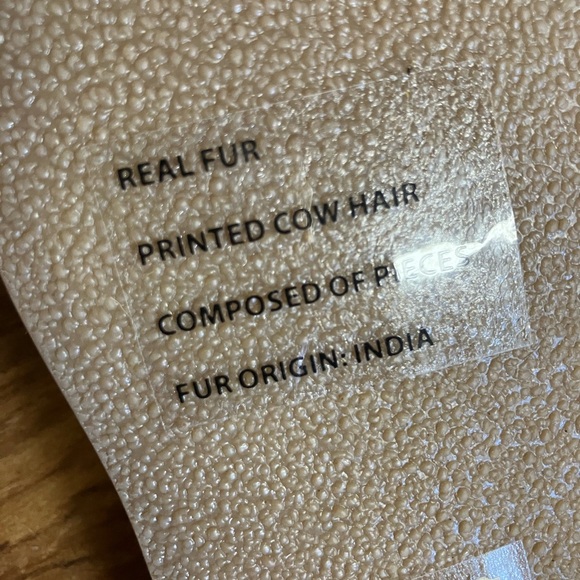 REAL FUR
PRINTED COW HAIR
COMPOSED OF PIECES
FUR ORIGIN: INDIA